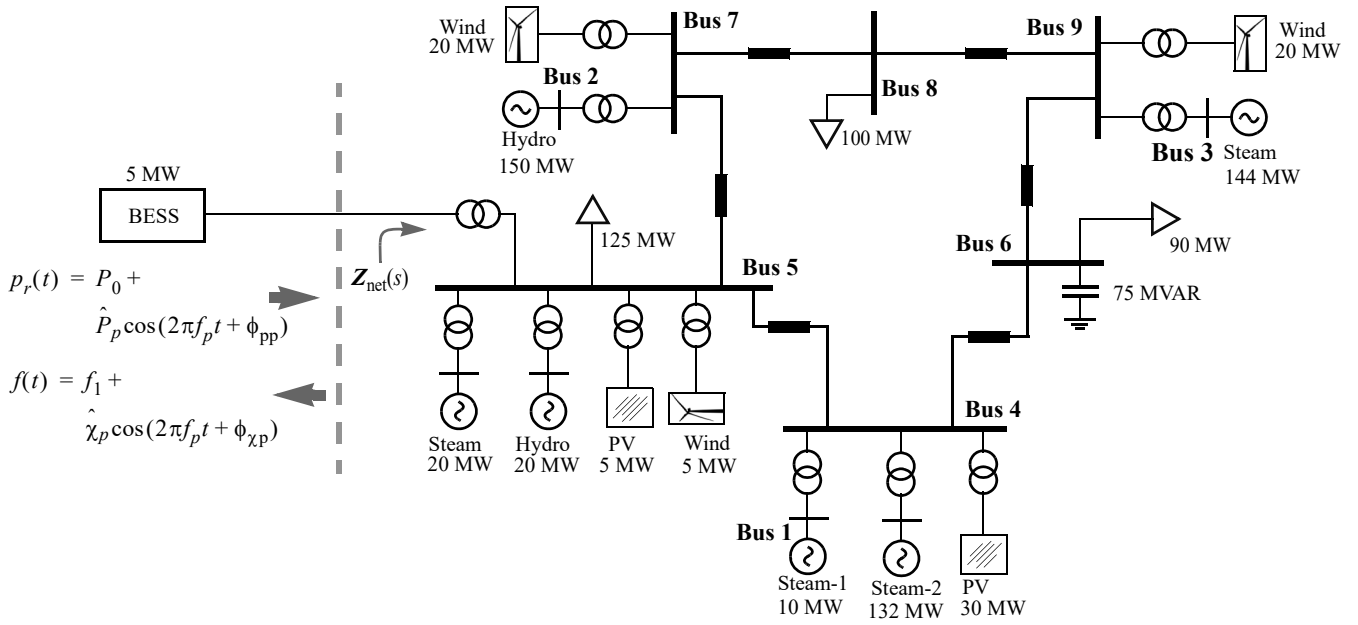 Wind
20 MW
Bus 7
Bus 9
Wind
20 MW
Bus 2
Bus 8
Hydro
150 MW
100 MW
Bus 3
Steam
144 MW
5 MW
BESS
125 MW
Bus 6
90 MW
Z_net(s)
Bus 5
75 MVAR
p_r(t) = P_0 +
P̂_p cos(2πf_p t + ϕ_pp)
f(t) = f_1 +
χ̂_p cos(2πf_p t + ϕ_χp)
Bus 4
Steam
20 MW
Hydro
20 MW
PV
5 MW
Wind
5 MW
Bus 1
Steam-1
10 MW
Steam-2
132 MW
PV
30 MW